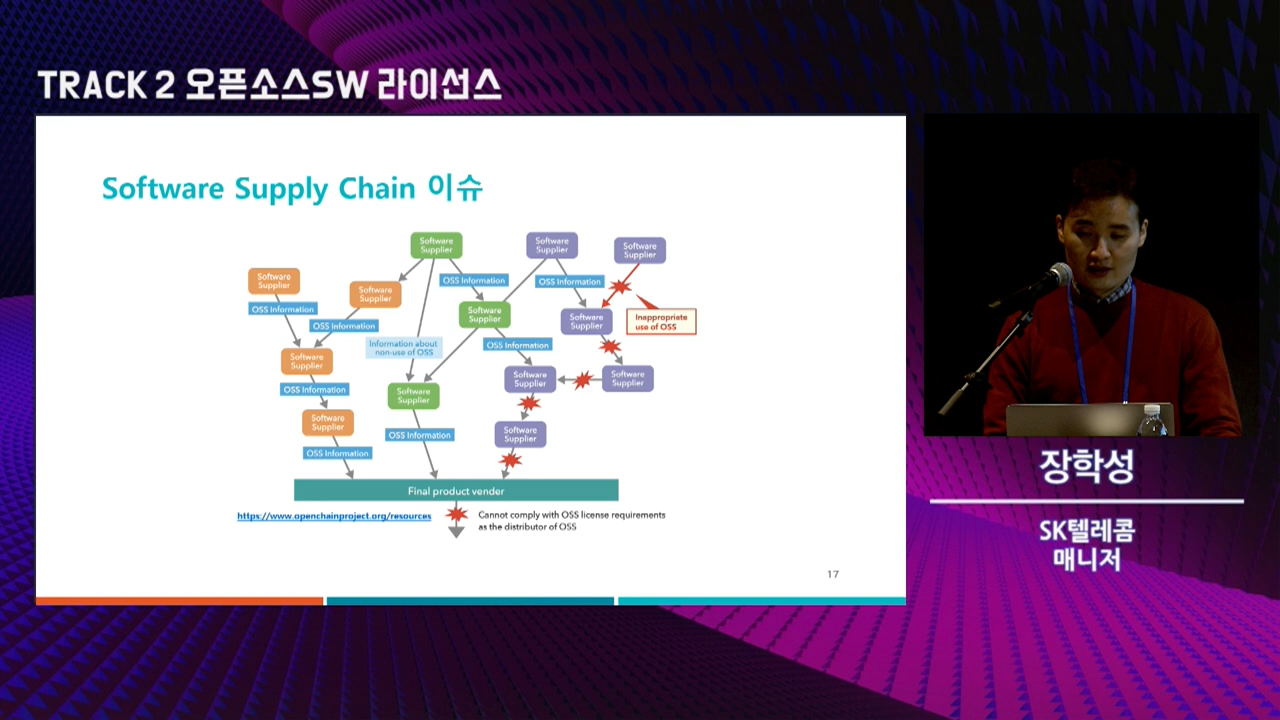 TRACK 2 오픈소스SW 라이선스
Software Supply Chain 이슈
Software
Supplier
Software
Supplier
Software
Supplier
Software
Supplier
OSS Information
OSS Information
Software
Supplier
OSS Information
Software
Supplier
Software
Supplier
Inappropriate
use of OSS
OSS Information
Information about
non-use of OSS
OSS Information
Software
Supplier
Software
Supplier
Software
Supplier
OSS Information
Software
Supplier
Software
Supplier
OSS Information
Software
Supplier
OSS Information
Final product vender
https://www.openchainproject.org/resources
Cannot comply with OSS license requirements
as the distributor of OSS
17
장학성
SK텔레콤
매니저